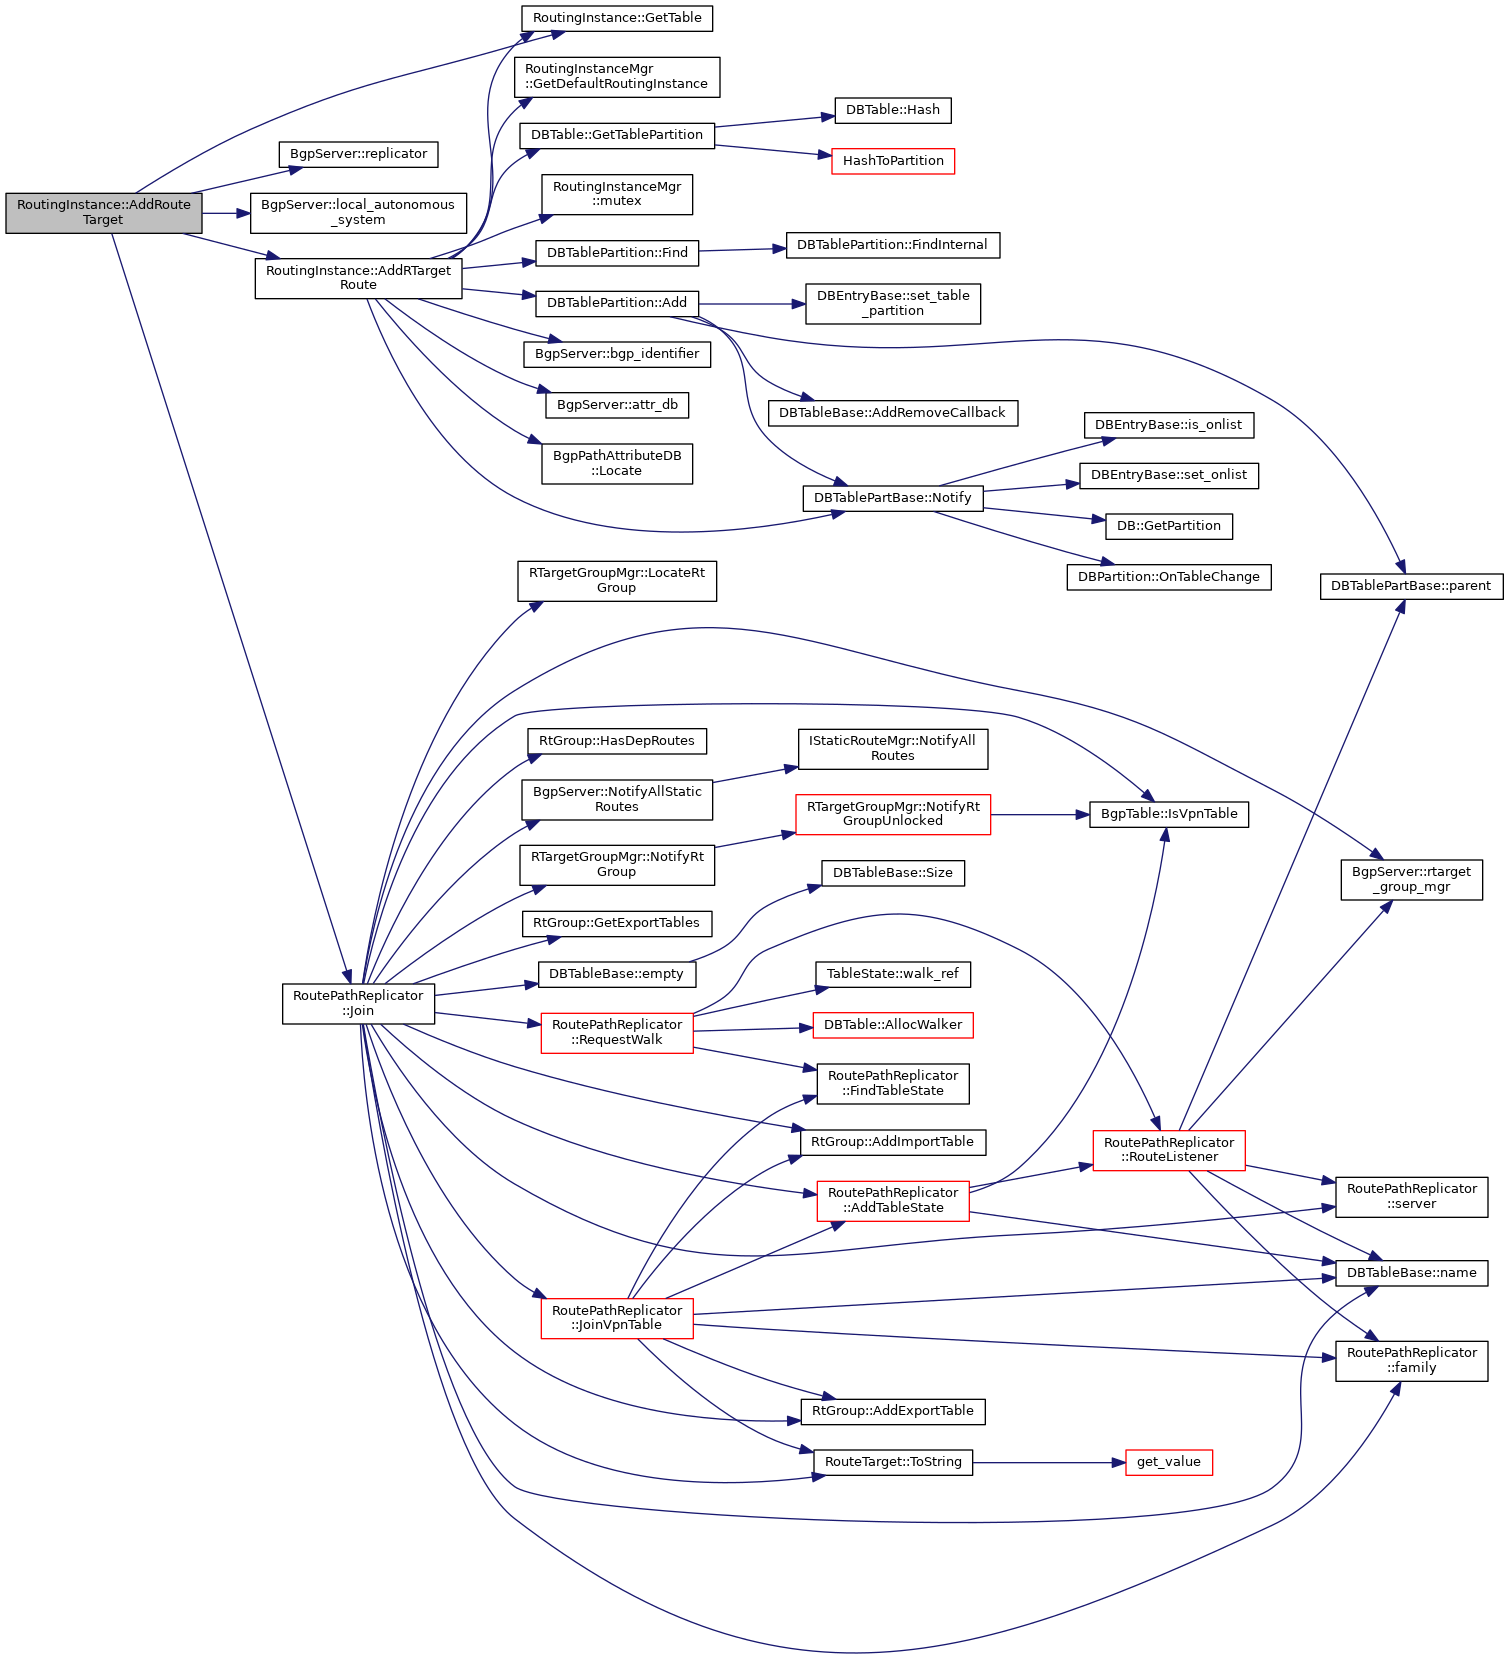 RoutingInstance::GetTable
RoutingInstanceMgr
::GetDefaultRoutingInstance
DBTable::Hash
DBTable::GetTablePartition
HashToPartition
BgpServer::replicator
RoutingInstanceMgr
::mutex
RoutingInstance::AddRoute
Target
BgpServer::local_autonomous
_system
DBTablePartition::Find
DBTablePartition::FindInternal
RoutingInstance::AddRTarget
Route
DBTablePartition::Add
DBEntryBase::set_table
_partition
BgpServer::bgp_identifier
BgpServer::attr_db
DBTableBase::AddRemoveCallback
DBEntryBase::is_onlist
BgpPathAttributeDB
::Locate
DBEntryBase::set_onlist
DBTablePartBase::Notify
DB::GetPartition
DBPartition::OnTableChange
RTargetGroupMgr::LocateRt
Group
DBTablePartBase::parent
RtGroup::HasDepRoutes
IStaticRouteMgr::NotifyAll
Routes
BgpServer::NotifyAllStatic
Routes
RTargetGroupMgr::NotifyRt
GroupUnlocked
BgpTable::IsVpnTable
RTargetGroupMgr::NotifyRt
Group
DBTableBase::Size
BgpServer::rtarget
_group_mgr
RtGroup::GetExportTables
DBTableBase::empty
TableState::walk_ref
RoutePathReplicator
::Join
RoutePathReplicator
::RequestWalk
DBTable::AllocWalker
RoutePathReplicator
::FindTableState
RtGroup::AddImportTable
RoutePathReplicator
::RouteListener
RoutePathReplicator
::AddTableState
RoutePathReplicator
::server
DBTableBase::name
RoutePathReplicator
::JoinVpnTable
RoutePathReplicator
::family
RtGroup::AddExportTable
RouteTarget::ToString
get_value